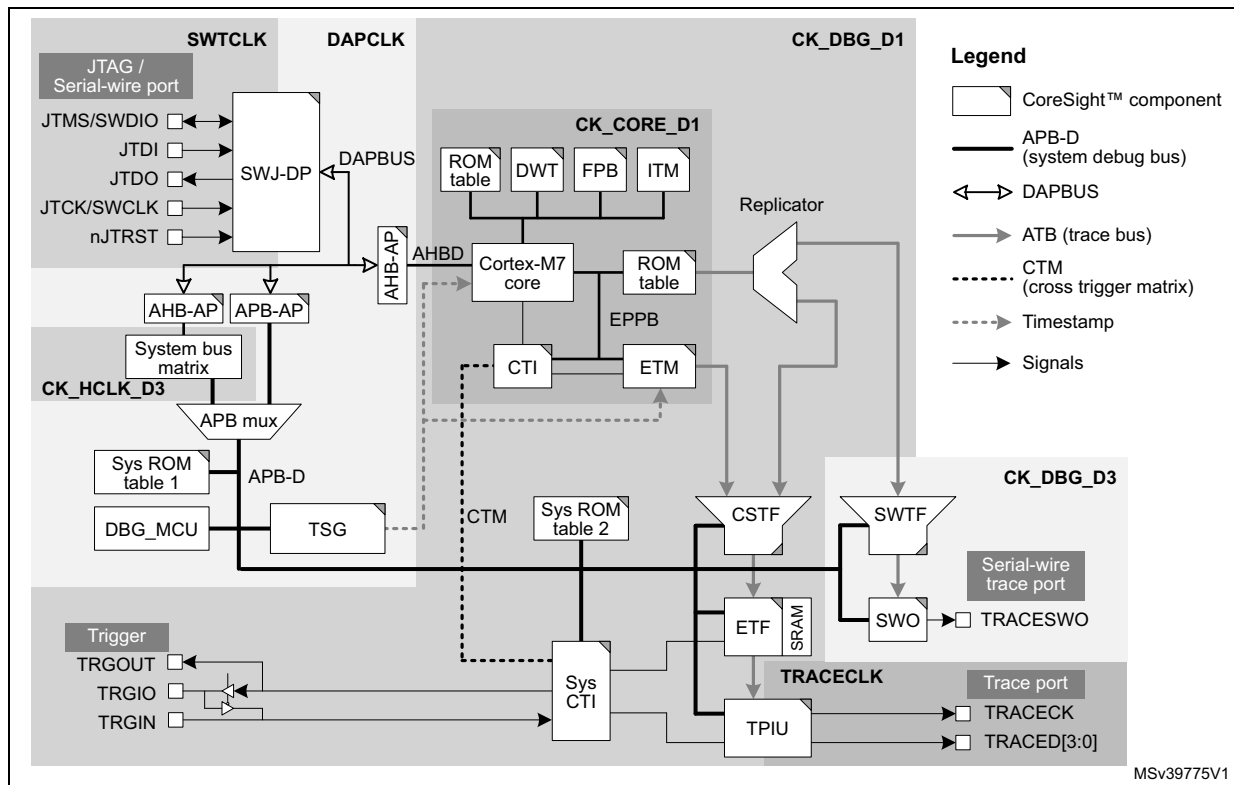 SWTCLK
DAPCLK
CK_DBG_D1
JTAG /
Serial-wire port
JTMS/SWDIO
JTDI
JTDO
JTCK/SWCLK
nJTRST
SWJ-DP
DAPBUS
CK_CORE_D1
ROM
table
DWT
FPB
ITM
AHB-AP
AHBD
Cortex-M7
core
ROM
table
Replicator
EPPB
CTI
ETM
AHB-AP
APB-AP
System bus
matrix
CK_HCLK_D3
APB mux
Sys ROM
table 1
APB-D
DBG_MCU
TSG
CTM
Sys ROM
table 2
CSTF
CK_DBG_D3
SWTF
Serial-wire
trace port
SWO
TRACESWO
ETF
SRAM
Trigger
TRGOUT
TRGIO
TRGIN
Sys
CTI
TRACECLK
TPIU
Trace port
TRACECK
TRACED[3:0]
Legend
CoreSight™ component
APB-D
(system debug bus)
DAPBUS
ATB (trace bus)
CTM
(cross trigger matrix)
Timestamp
Signals
MSv39775V1